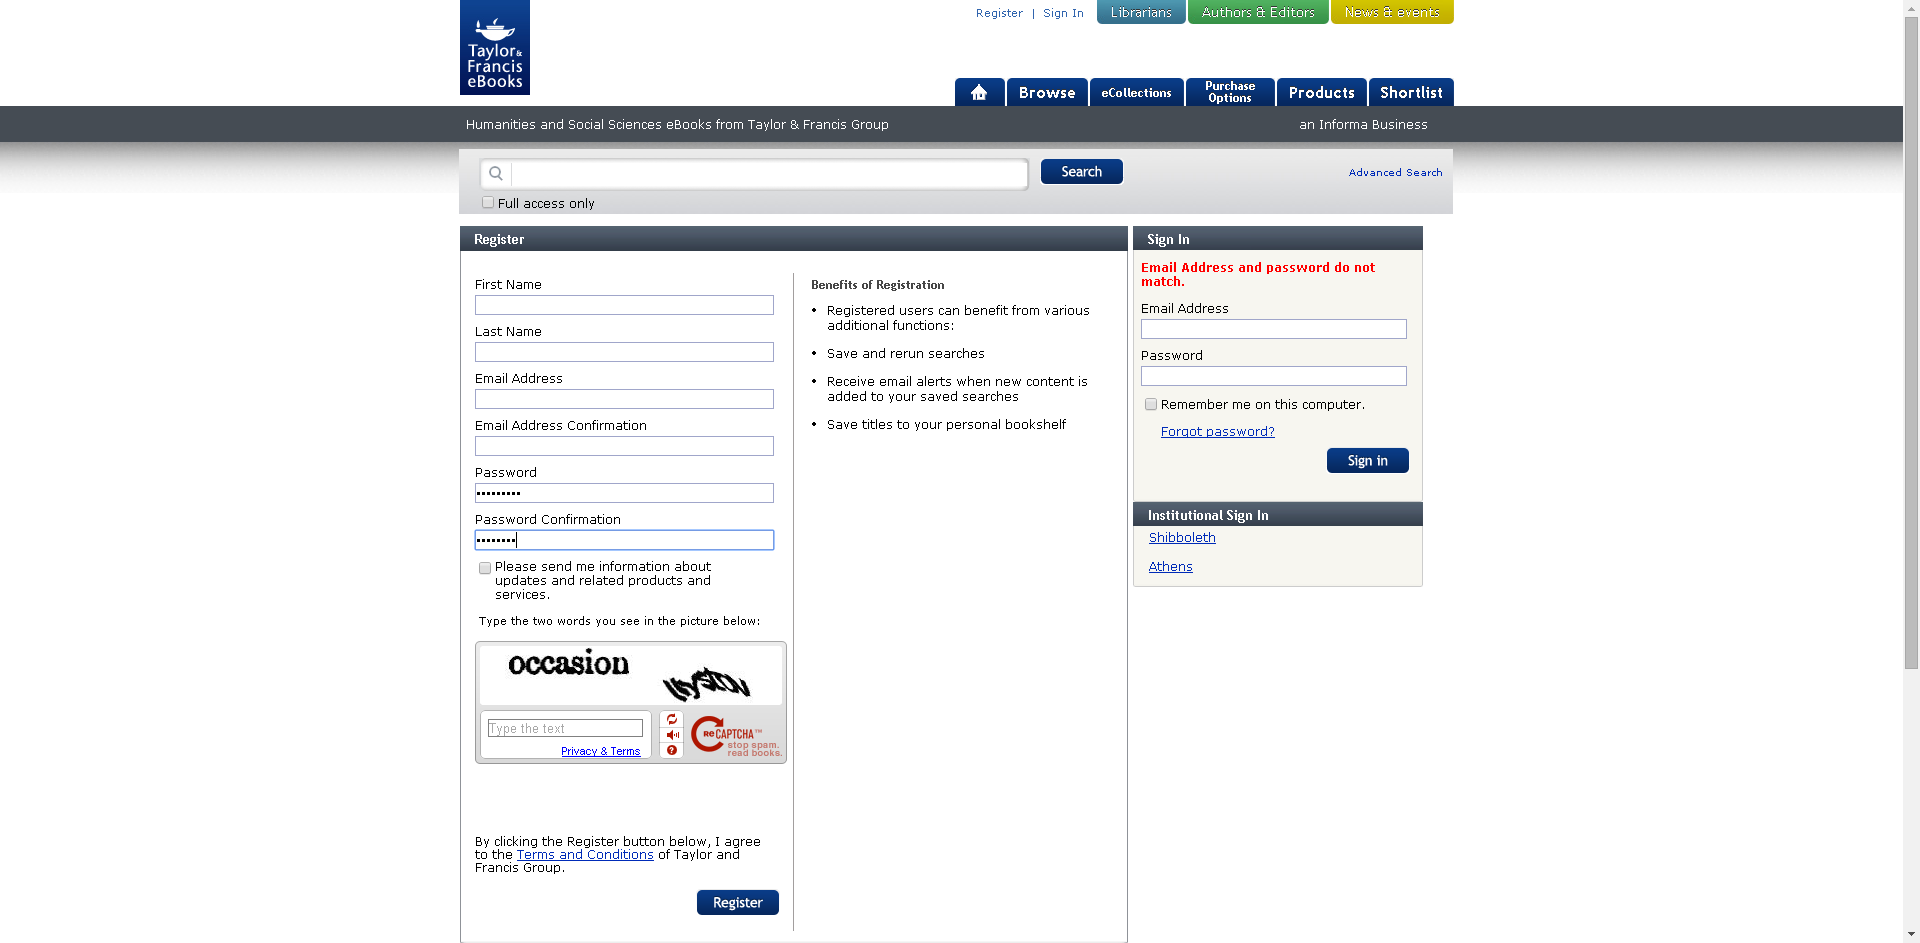 Register | Sign In
Librarians
Authors & Editors
News & events
Taylor &
Francis
eBooks
Browse
eCollections
Purchase
Options
Products
Shortlist
Humanities and Social Sciences eBooks from Taylor & Francis Group
an Informa Business
Search
Advanced Search
Full access only
Register
First Name
Last Name
Email Address
Email Address Confirmation
Password
Password Confirmation
Please send me information about
updates and related products and
services.
Type the two words you see in the picture below:
occasion
Type the text
Privacy & Terms
reCAPTCHA™
stop spam.
read books.
By clicking the Register button below, I agree
to the Terms and Conditions of Taylor and
Francis Group.
Register
Benefits of Registration
• Registered users can benefit from various
additional functions:
• Save and rerun searches
• Receive email alerts when new content is
added to your saved searches
• Save titles to your personal bookshelf
Sign In
Email Address and password do not
match.
Email Address
Password
Remember me on this computer.
Forgot password?
Sign in
Institutional Sign In
Shibboleth
Athens